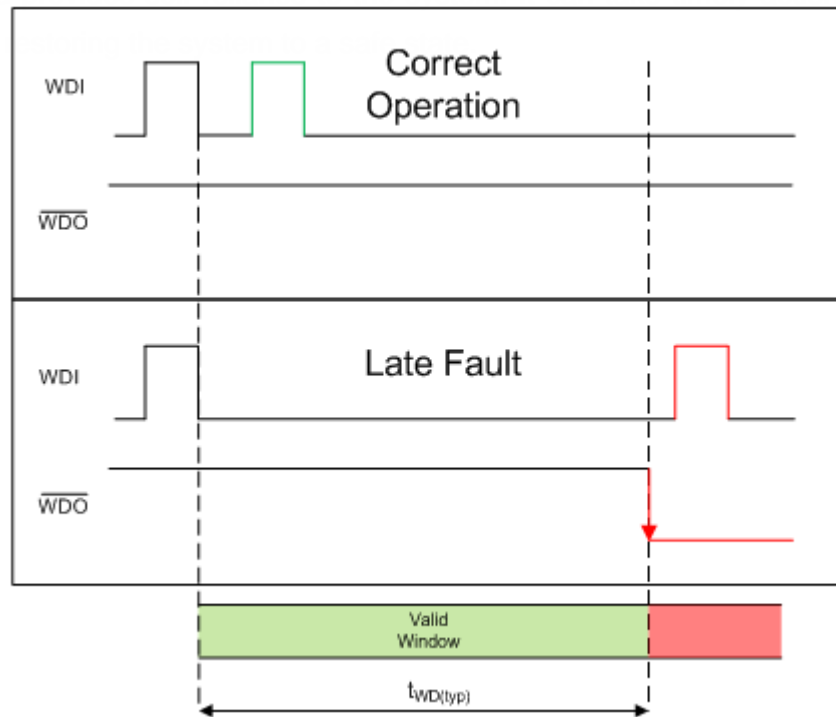 Correct
WDI
Operation
WDO
Late Fault
WDI
WDO
Valid
Window
tWD(typ)